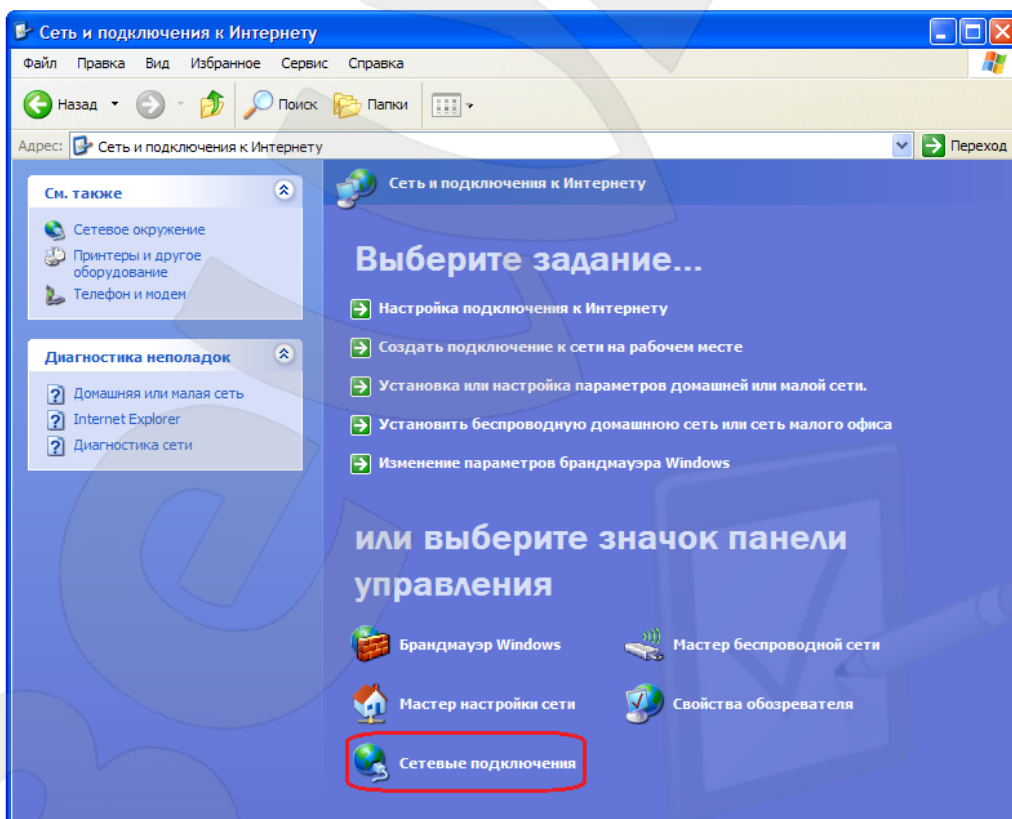 Сеть и подключения к Интернету
Файл Правка Вид Избранное Сервис Справка
Назад Поиск Папки
Адрес: Сеть и подключения к Интернету Переход
См. также
Сетевое окружение
Принтеры и другое
оборудование
Телефон и модем
Диагностика неполадок
Домашняя или малая сеть
Internet Explorer
Диагностика сети
Сеть и подключения к Интернету
Выберите задание...
Настройка подключения к Интернету
Создать подключение к сети на рабочем месте
Установка или настройка параметров домашней или малой сети.
Установить беспроводную домашнюю сеть или сеть малого офиса
Изменение параметров брандмауэра Windows
или выберите значок панели
управления
Брандмауэр Windows Мастер беспроводной сети
Мастер настройки сети Свойства обозревателя
Сетевые подключения